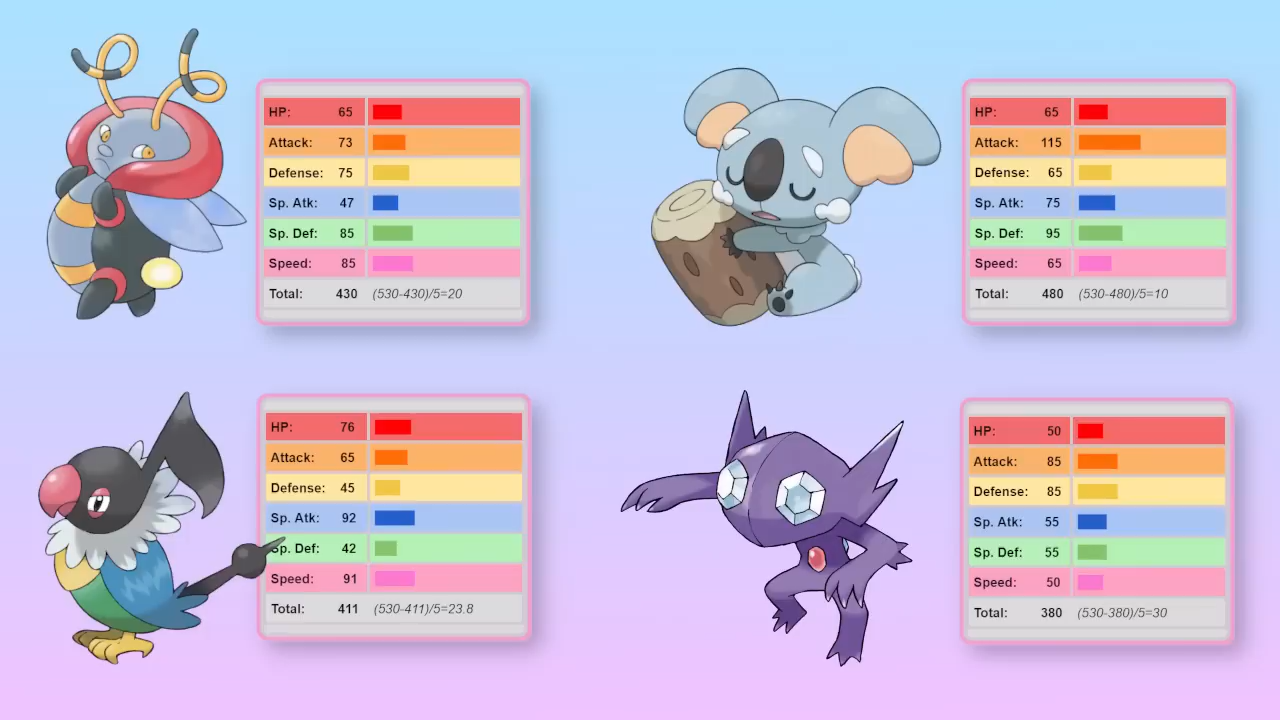 HP: 65
Attack: 73
Defense: 75
Sp. Atk: 47
Sp. Def: 85
Speed: 85
Total: 430 (530-430)/5=20
HP: 65
Attack: 115
Defense: 65
Sp. Atk: 75
Sp. Def: 95
Speed: 65
Total: 480 (530-480)/5=10
HP: 76
Attack: 65
Defense: 45
Sp. Atk: 92
Sp. Def: 42
Speed: 91
Total: 411 (530-411)/5=23.8
HP: 50
Attack: 85
Defense: 85
Sp. Atk: 55
Sp. Def: 55
Speed: 50
Total: 380 (530-380)/5=30